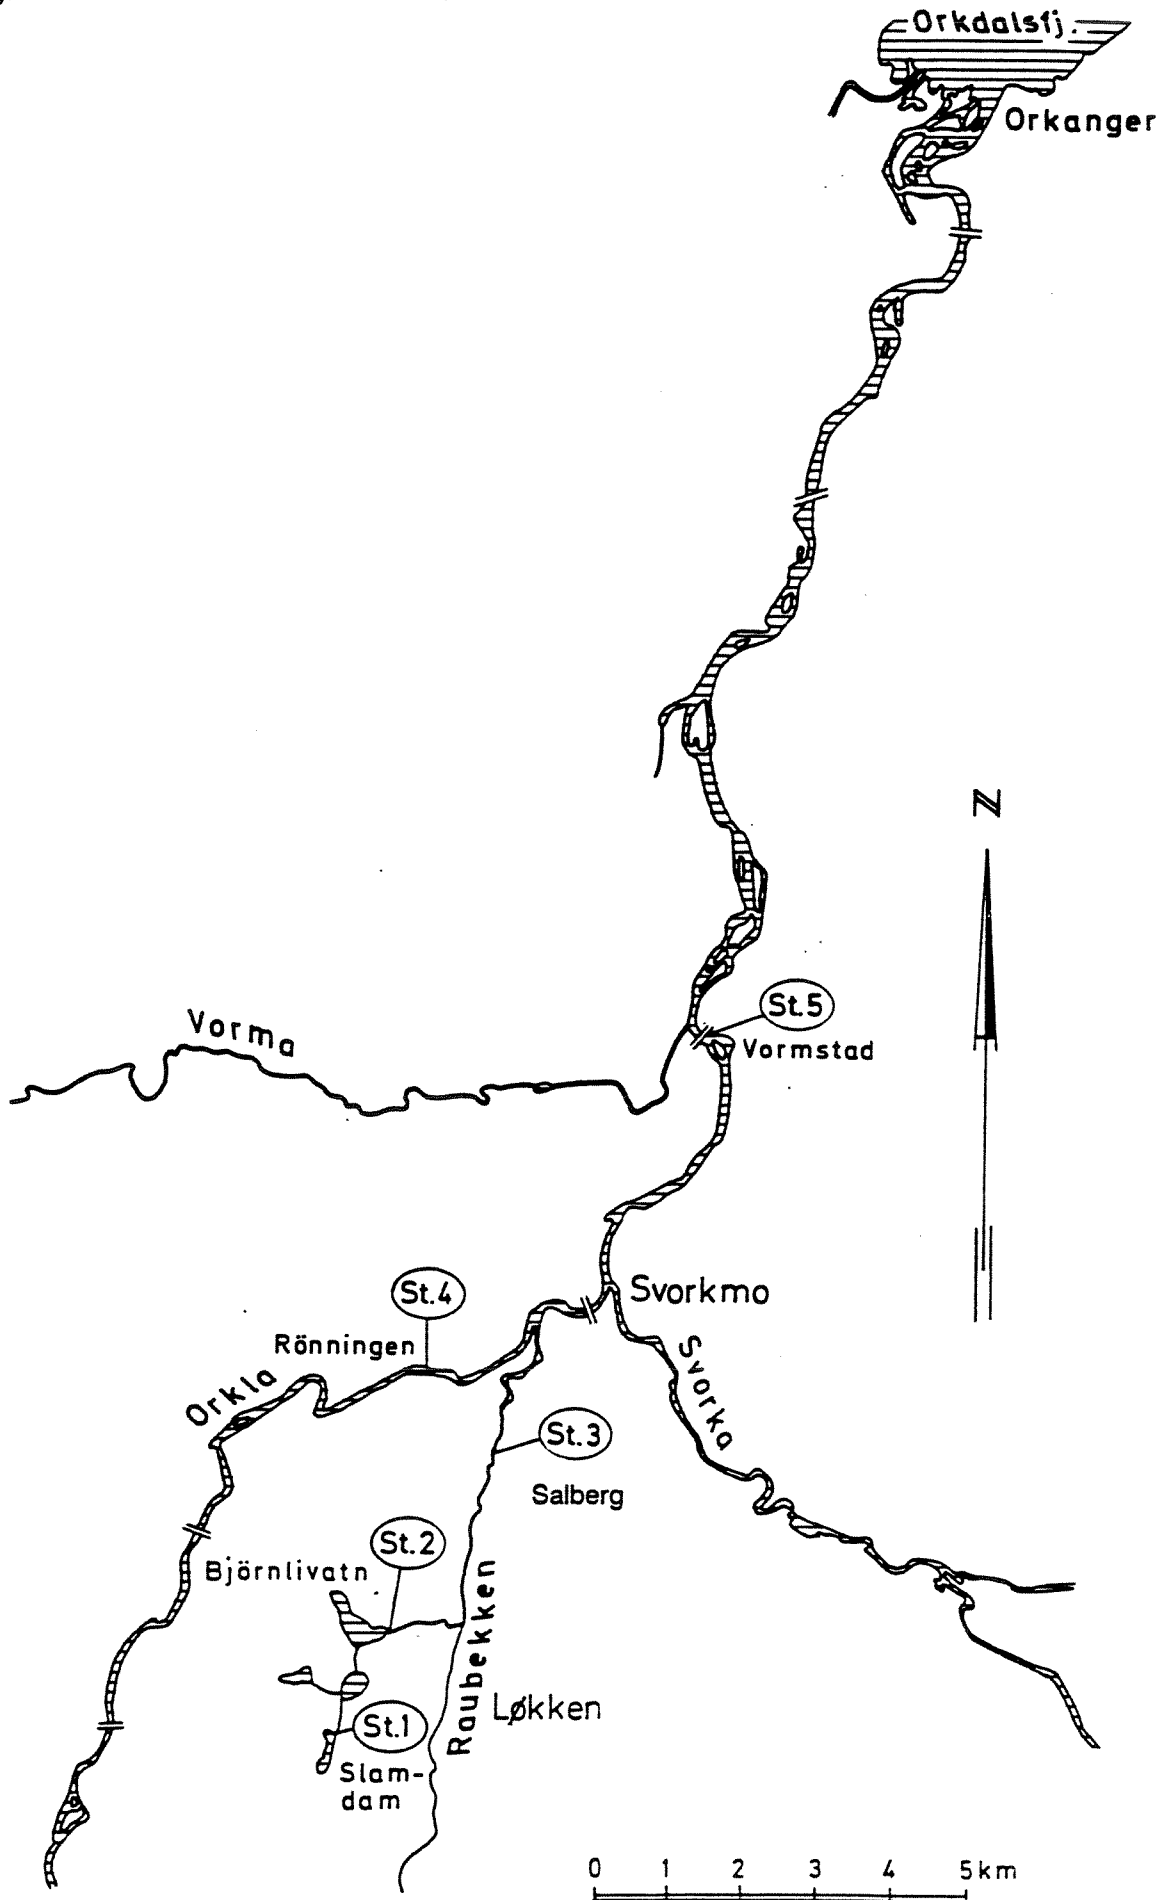 Orkdalsfj.
Orkanger
N
St.5
Vorma
Vormstad
St.4
Svorkmo
Rönningen
Svorka
Orkla
St.3
Salberg
St.2
Björnlivatn
Raubekken
Løkken
St.1
Slam-
dam
0 1 2 3 4 5km